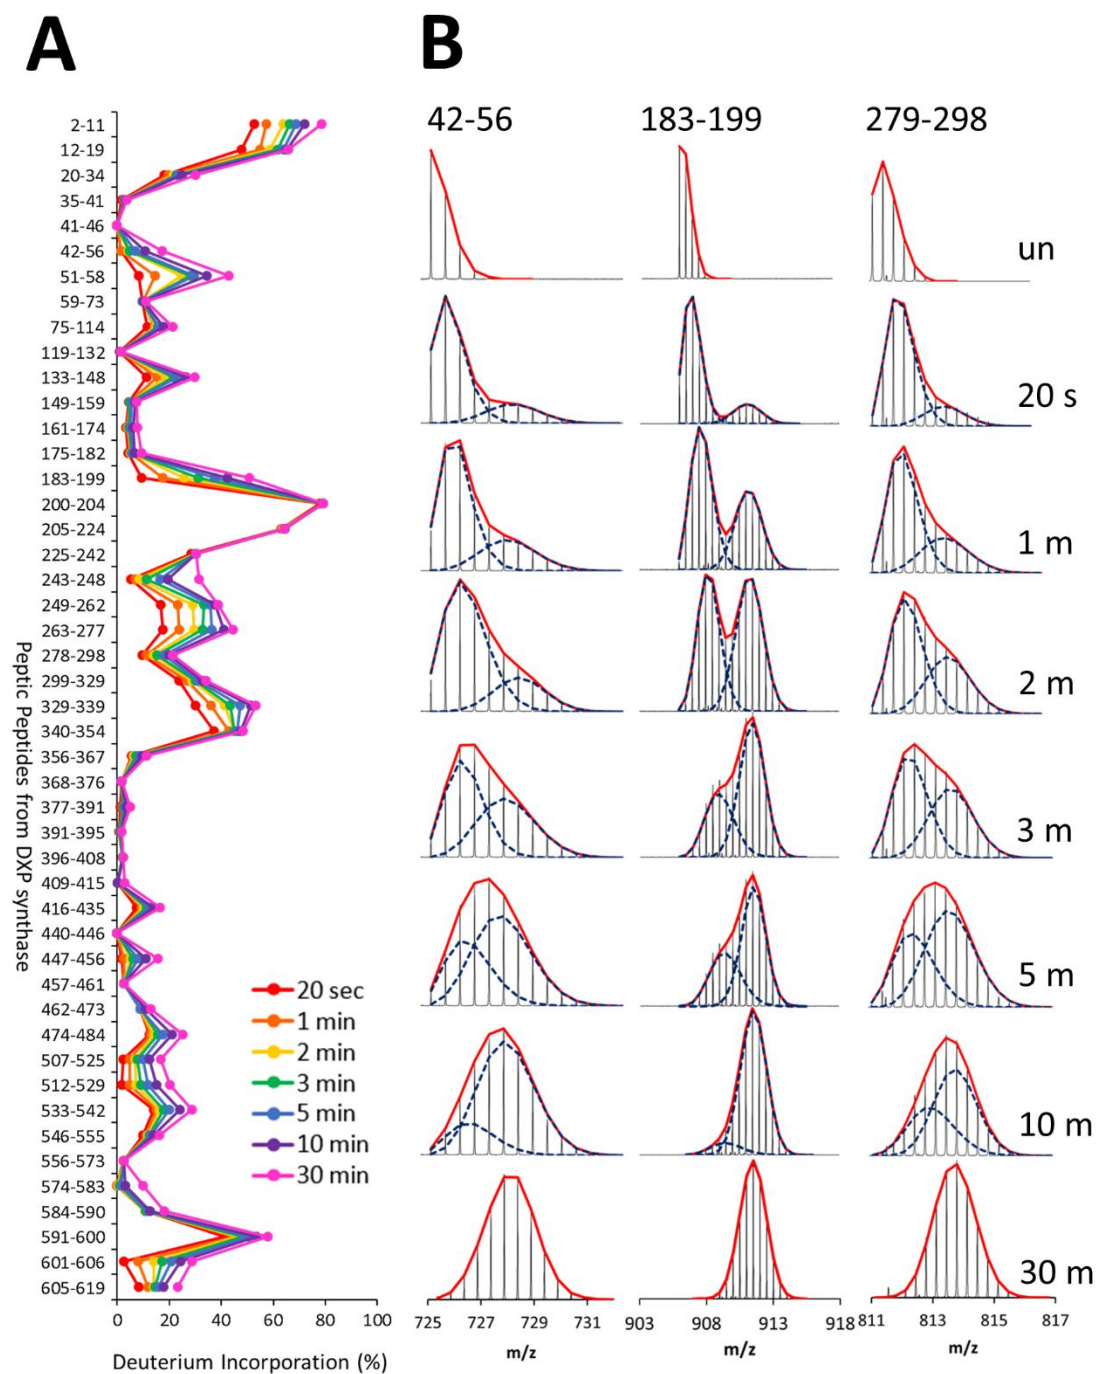 A
B
42-56
183-199
279-298
2-11
12-19
20-34
35-41
41-46
42-56
51-58
59-73
75-114
119-132
133-148
149-159
161-174
175-182
183-199
200-204
205-224
225-242
243-248
249-262
263-277
278-298
299-329
329-339
340-354
356-367
368-376
377-391
391-395
396-408
409-415
416-435
440-446
447-456
457-461
462-473
474-484
507-525
512-529
533-542
546-555
556-573
574-583
584-590
591-600
601-606
605-619
Peptic Peptides from DXP synthase
20 sec
1 min
2 min
3 min
5 min
10 min
30 min
0 20 40 60 80 100
Deuterium Incorporation (%)
un
20 s
1 m
2 m
3 m
5 m
10 m
30 m
725 727 729 731
903 908 913 918
811 813 815 817
m/z
m/z
m/z